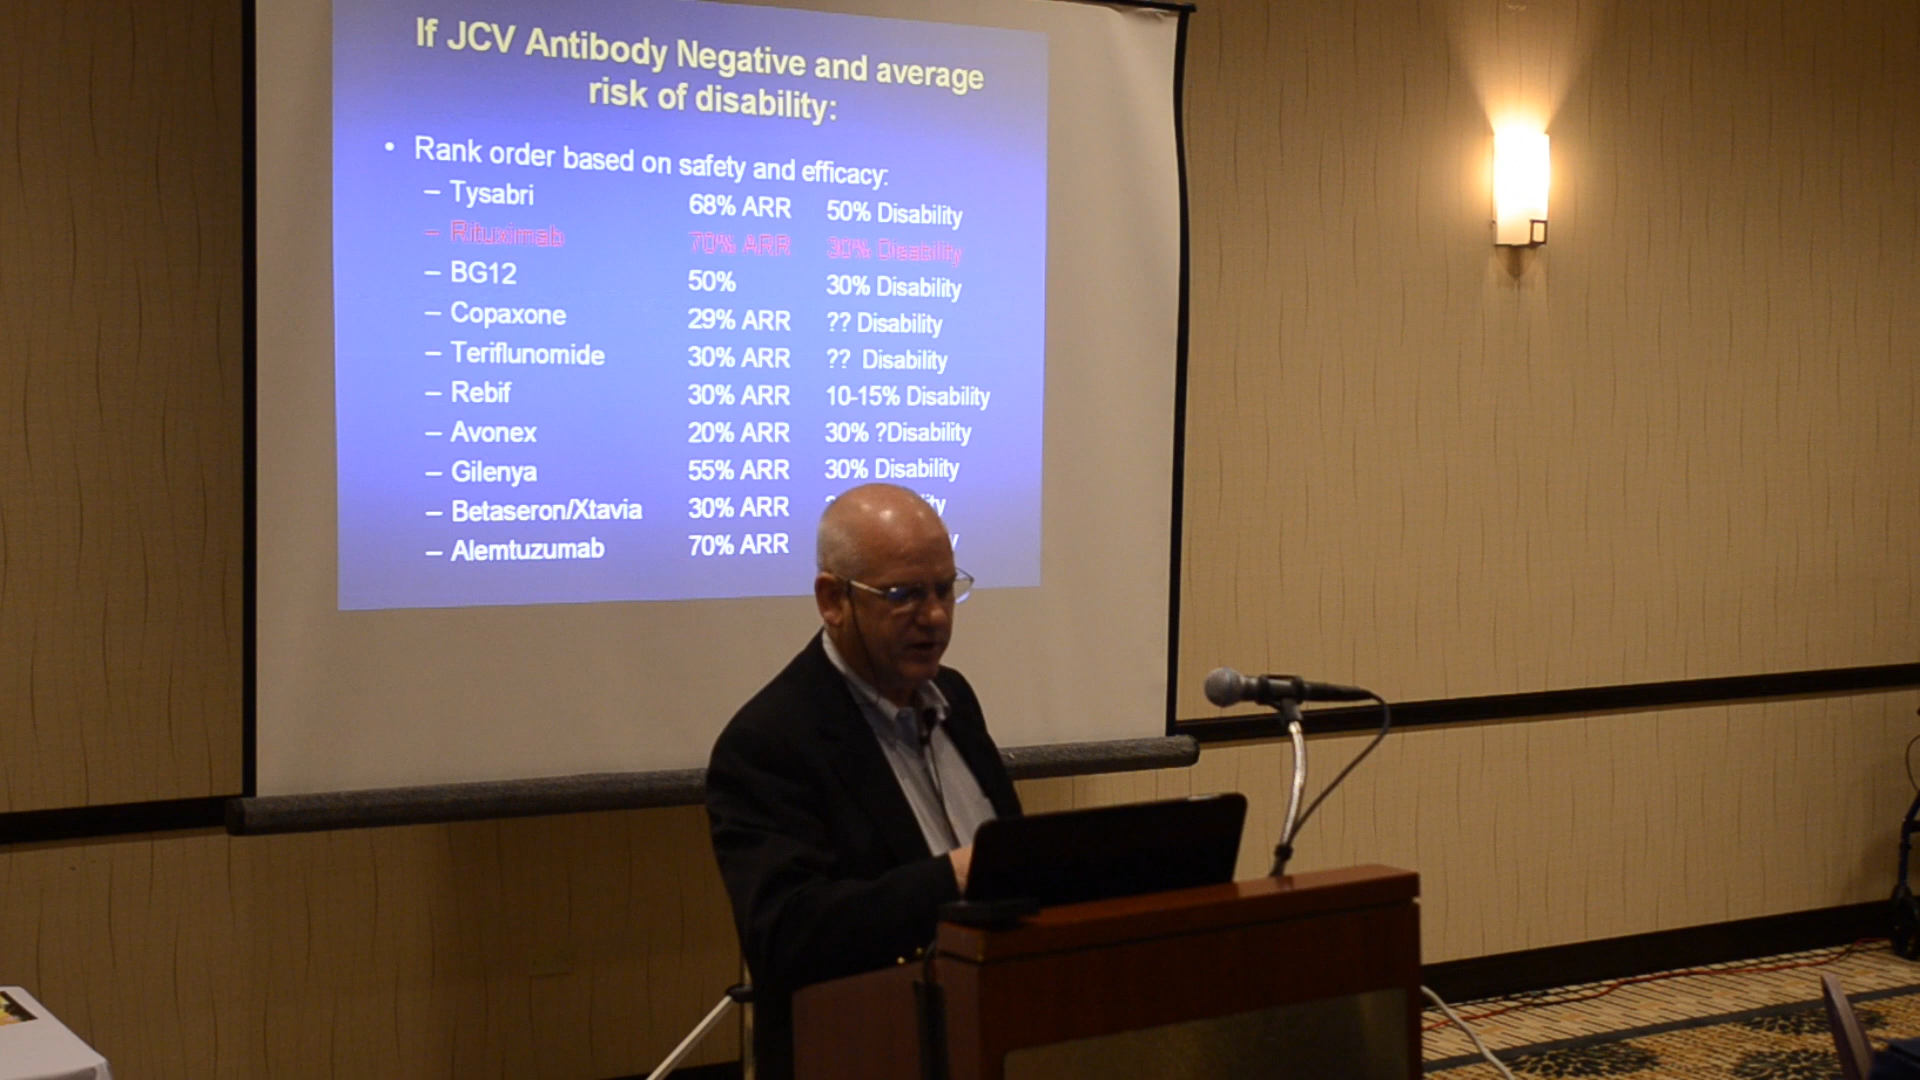 If JCV Antibody Negative and average
risk of disability:
• Rank order based on safety and efficacy:
– Tysabri 68% ARR 50% Disability
– Rituximab 70% ARR 30% Disability
– BG12 50% 30% Disability
– Copaxone 29% ARR ?? Disability
– Teriflunomide 30% ARR ?? Disability
– Rebif 30% ARR 10-15% Disability
– Avonex 20% ARR 30% ?Disability
– Gilenya 55% ARR 30% Disability
– Betaseron/Xtavia 30% ARR
– Alemtuzumab 70% ARR